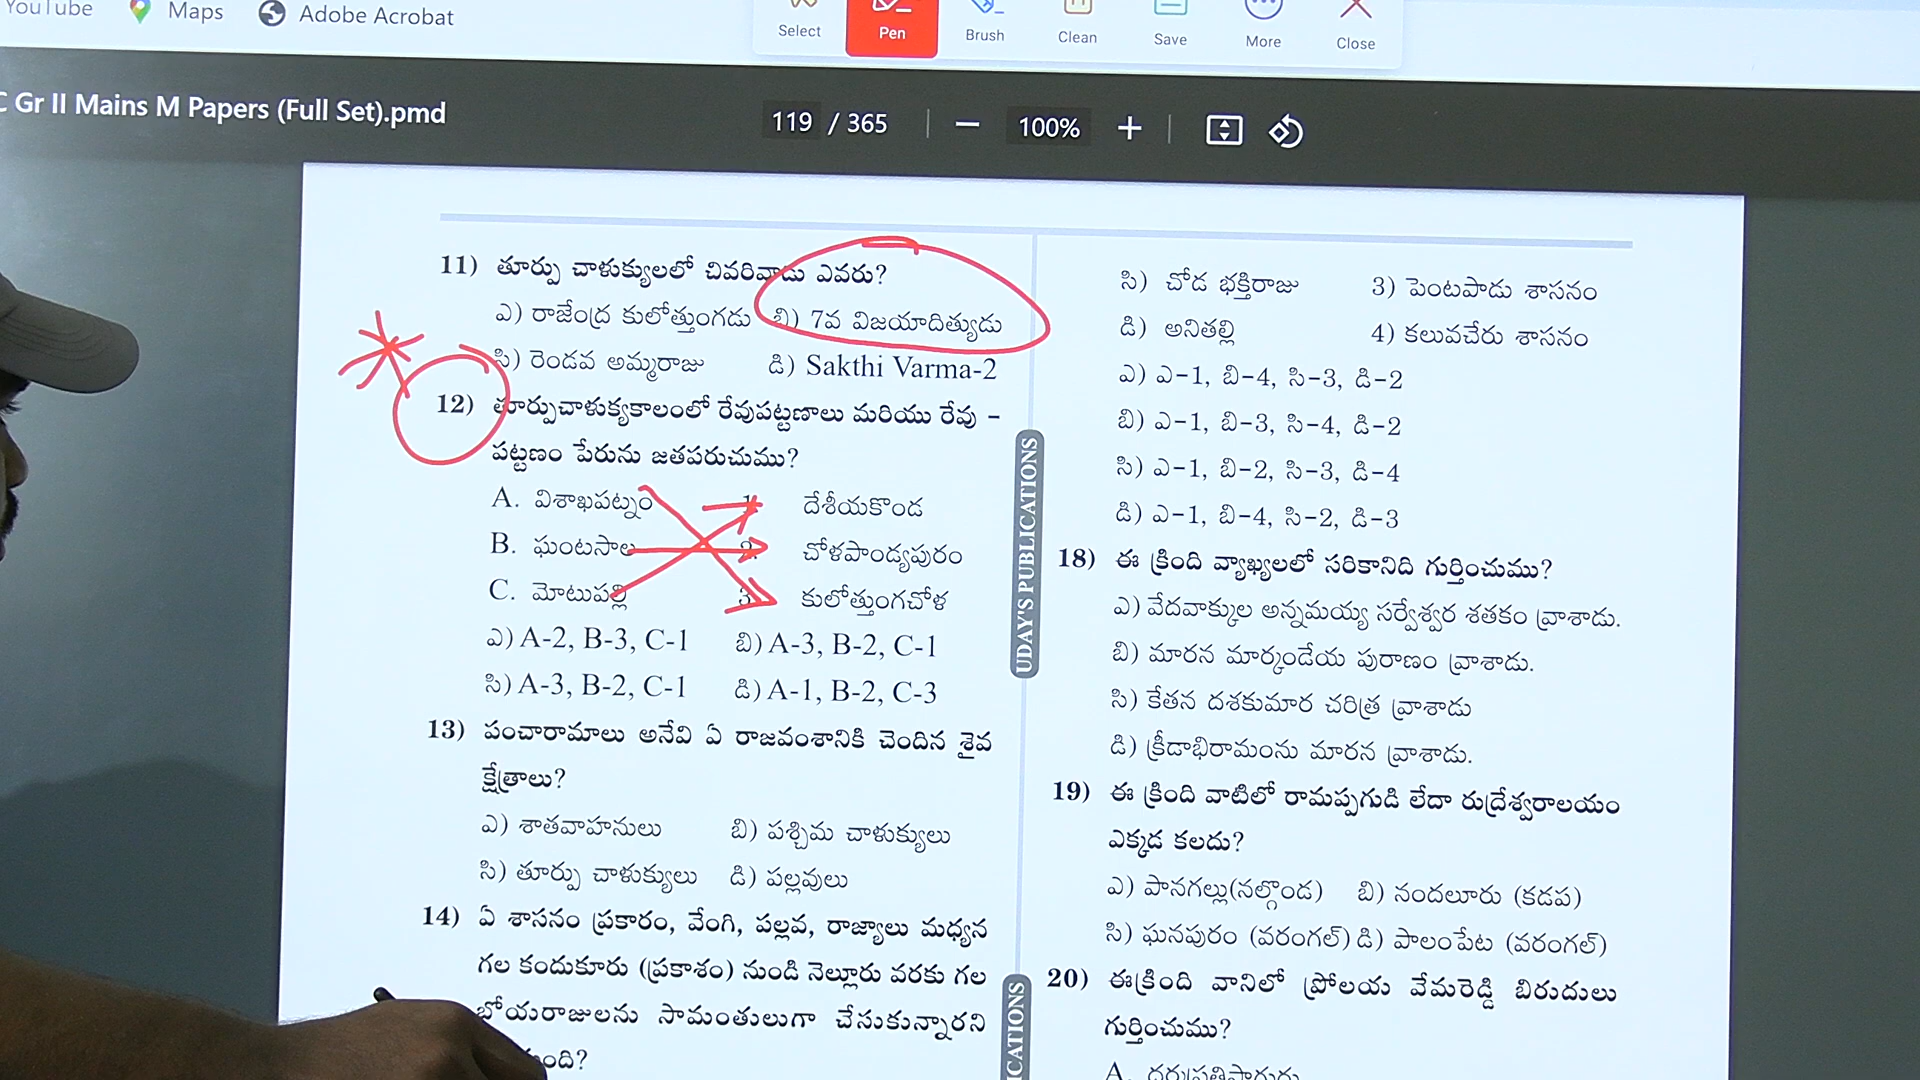 YouTube
Maps
Adobe Acrobat
Select
Pen
Brush
Clean
Save
More
Close
C Gr II Mains M Papers (Full Set).pmd
119 / 365
100%
11) తూర్పు చాళుక్యులలో చివరివాడు ఎవరు?
ఎ) రాజేంద్ర కులోత్తుంగడు బి) 7వ విజయాదిత్యుడు
సి) రెండవ అమ్మరాజు డి) Sakthi Varma-2
12) తూర్పుచాళుక్యకాలంలో రేవుపట్టణాలు మరియు రేవు –
పట్టణం పేరును జతపరుచుము?
A. విశాఖపట్నం 1. దేశీయకొండ
B. ఘంటసాల 2. చోళపాండ్యపురం
C. మోటుపల్లి 3. కులోత్తుంగచోళ
ఎ) A-2, B-3, C-1 బి) A-3, B-2, C-1
సి) A-3, B-2, C-1 డి) A-1, B-2, C-3
13) పంచారామాలు అనేవి ఏ రాజవంశానికి చెందిన శైవ
క్షేత్రాలు?
ఎ) శాతవాహనులు బి) పశ్చిమ చాళుక్యులు
సి) తూర్పు చాళుక్యులు డి) పల్లవులు
14) ఏ శాసనం ప్రకారం, వేంగి, పల్లవ, రాజ్యాలు మధ్యన
గల కందుకూరు (ప్రకాశం) నుండి నెల్లూరు వరకు గల
బోయరాజులను సామంతులుగా చేసుకున్నారని
UDAY'S PUBLICATIONS
సి) చోడ భక్తిరాజు 3) పెంటపాడు శాసనం
డి) అనితల్లి 4) కలువచేరు శాసనం
ఎ) ఎ-1, బి-4, సి-3, డి-2
బి) ఎ-1, బి-3, సి-4, డి-2
సి) ఎ-1, బి-2, సి-3, డి-4
డి) ఎ-1, బి-4, సి-2, డి-3
18) ఈ క్రింది వ్యాఖ్యలలో సరికానిది గుర్తించుము?
ఎ) వేదవాక్కుల అన్నమయ్య సర్వేశ్వర శతకం వ్రాశాడు.
బి) మారన మార్కండేయ పురాణం వ్రాశాడు.
సి) కేతన దశకుమార చరిత్ర వ్రాశాడు
డి) క్రీడాభిరామంను మారన వ్రాశాడు.
19) ఈ క్రింది వాటిలో రామప్పగుడి లేదా రుద్రేశ్వరాలయం
ఎక్కడ కలదు?
ఎ) పానగల్లు(నల్గొండ) బి) నందలూరు (కడప)
సి) ఘనపురం (వరంగల్) డి) పాలంపేట (వరంగల్)
20) ఈక్రింది వానిలో ప్రోలయ వేమరెడ్డి బిరుదులు
గుర్తించుము?
A.